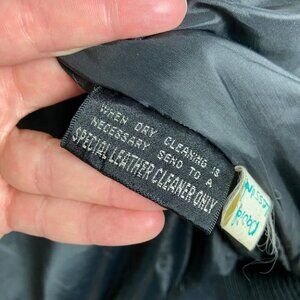 WHEN DRY CLEANING IS
NECESSARY SEND TO A
SPECIAL LEATHER CLEANER ONLY